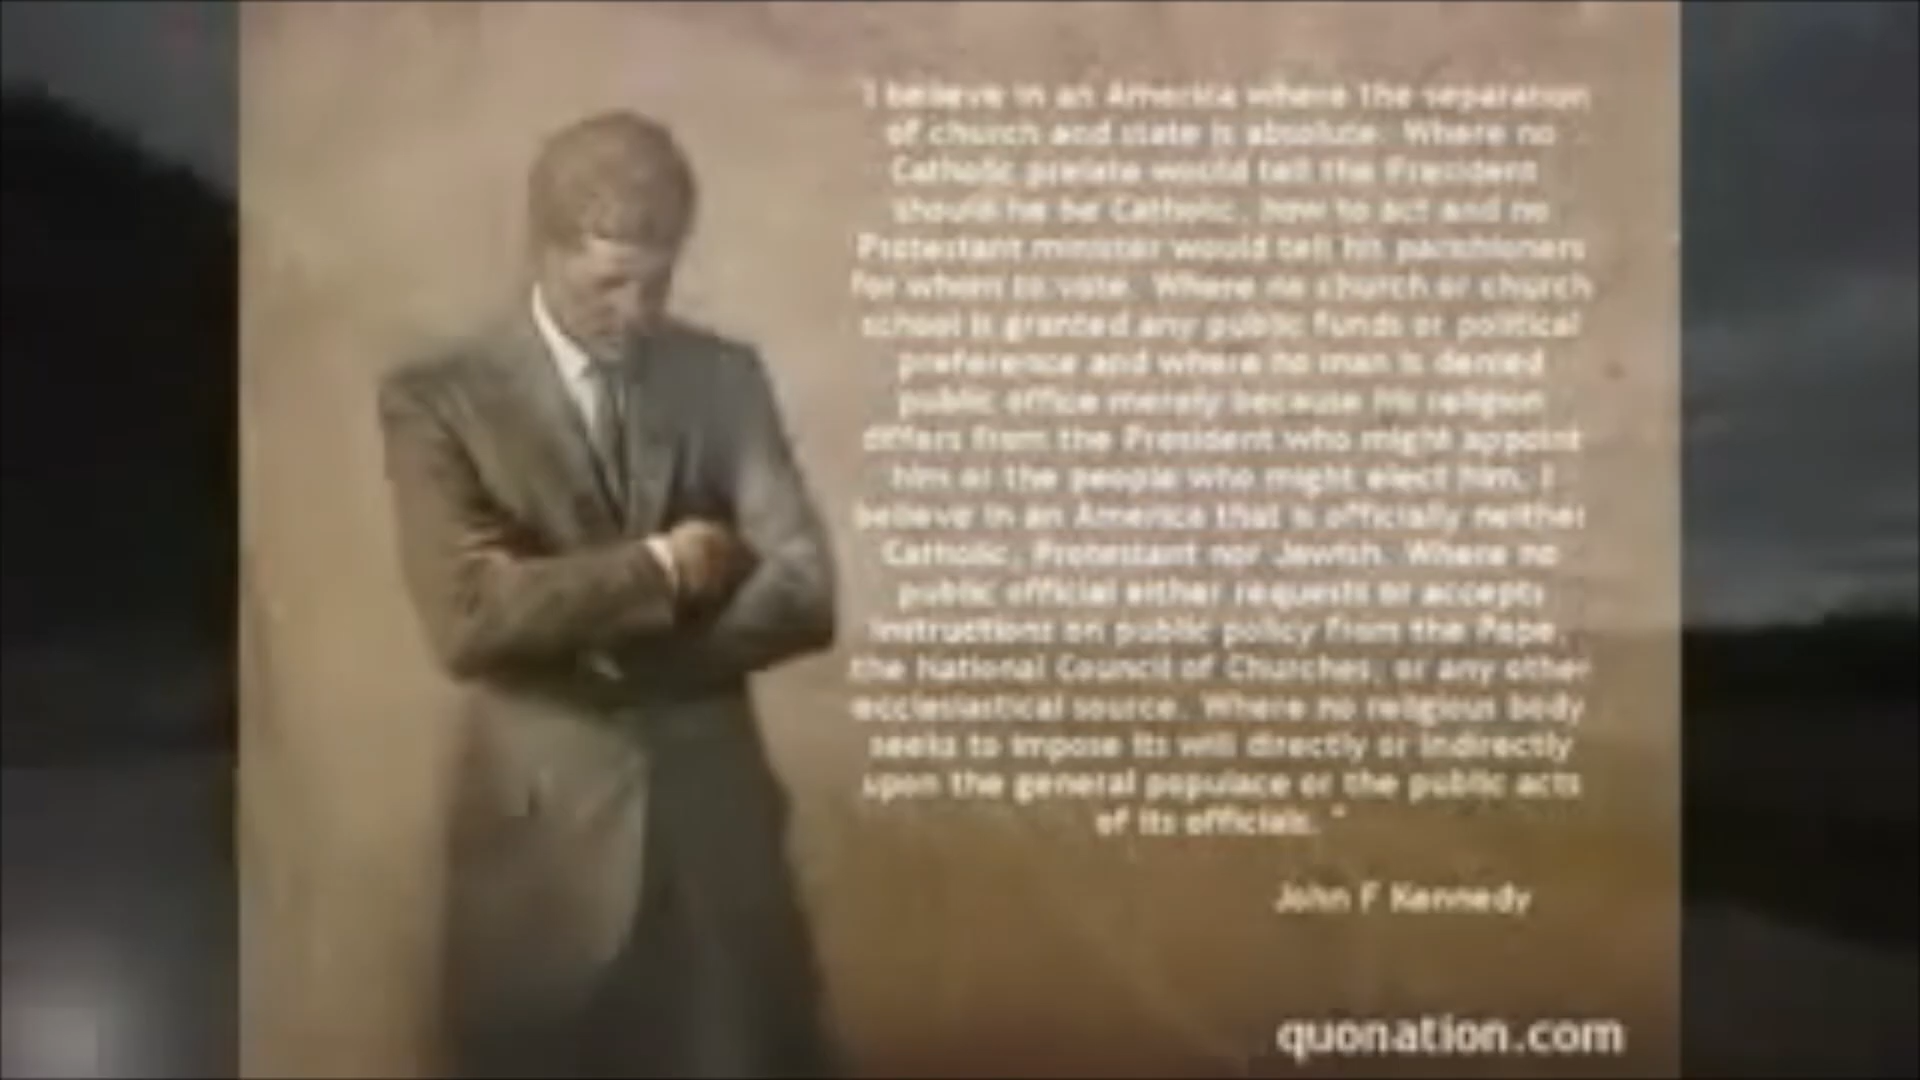 "I believe in an America where the separation
of church and state is absolute. Where no
Catholic prelate would tell the President
should he be Catholic, how to act and no
Protestant minister would tell his parishioners
for whom to vote. Where no church or church
school is granted any public funds or political
preference and where no man is denied
public office merely because his religion
differs from the President who might appoint
him or the people who might elect him. I
believe in an America that is officially neither
Catholic, Protestant nor Jewish. Where no
public official either requests or accepts
instructions on public policy from the Pope,
the National Council of Churches, or any other
ecclesiastical source. Where no religious body
seeks to impose its will directly or indirectly
upon the general populace or the public acts
of its officials. "
John F Kennedy
quonation.com